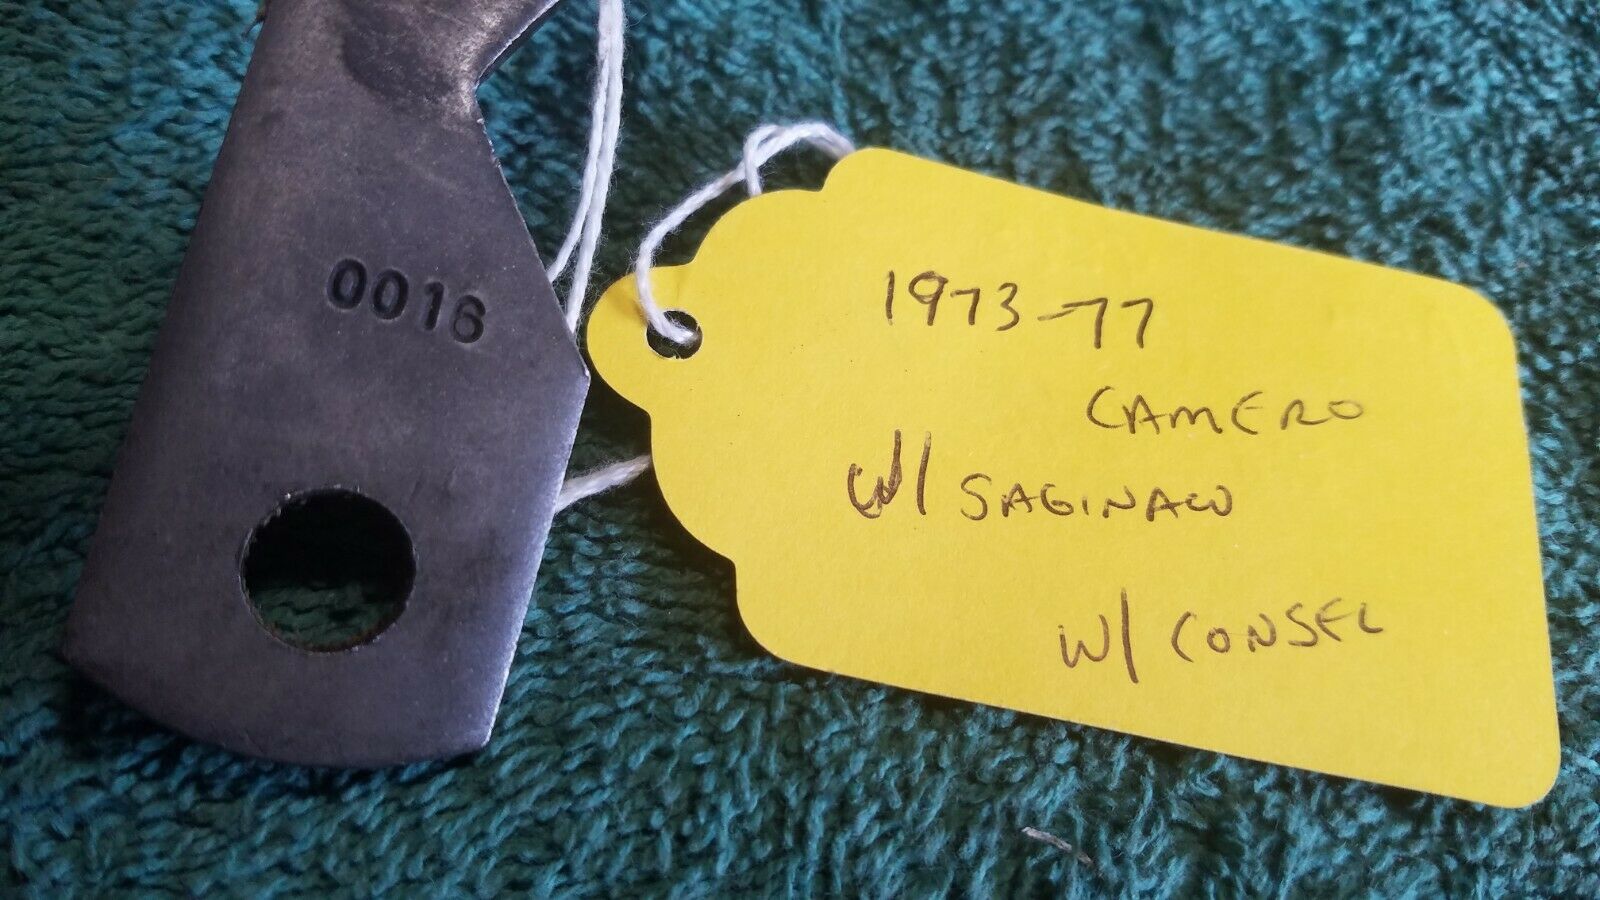 0016
1973-77
CAMERO
W/ SAGINAW
W/ CONSEL